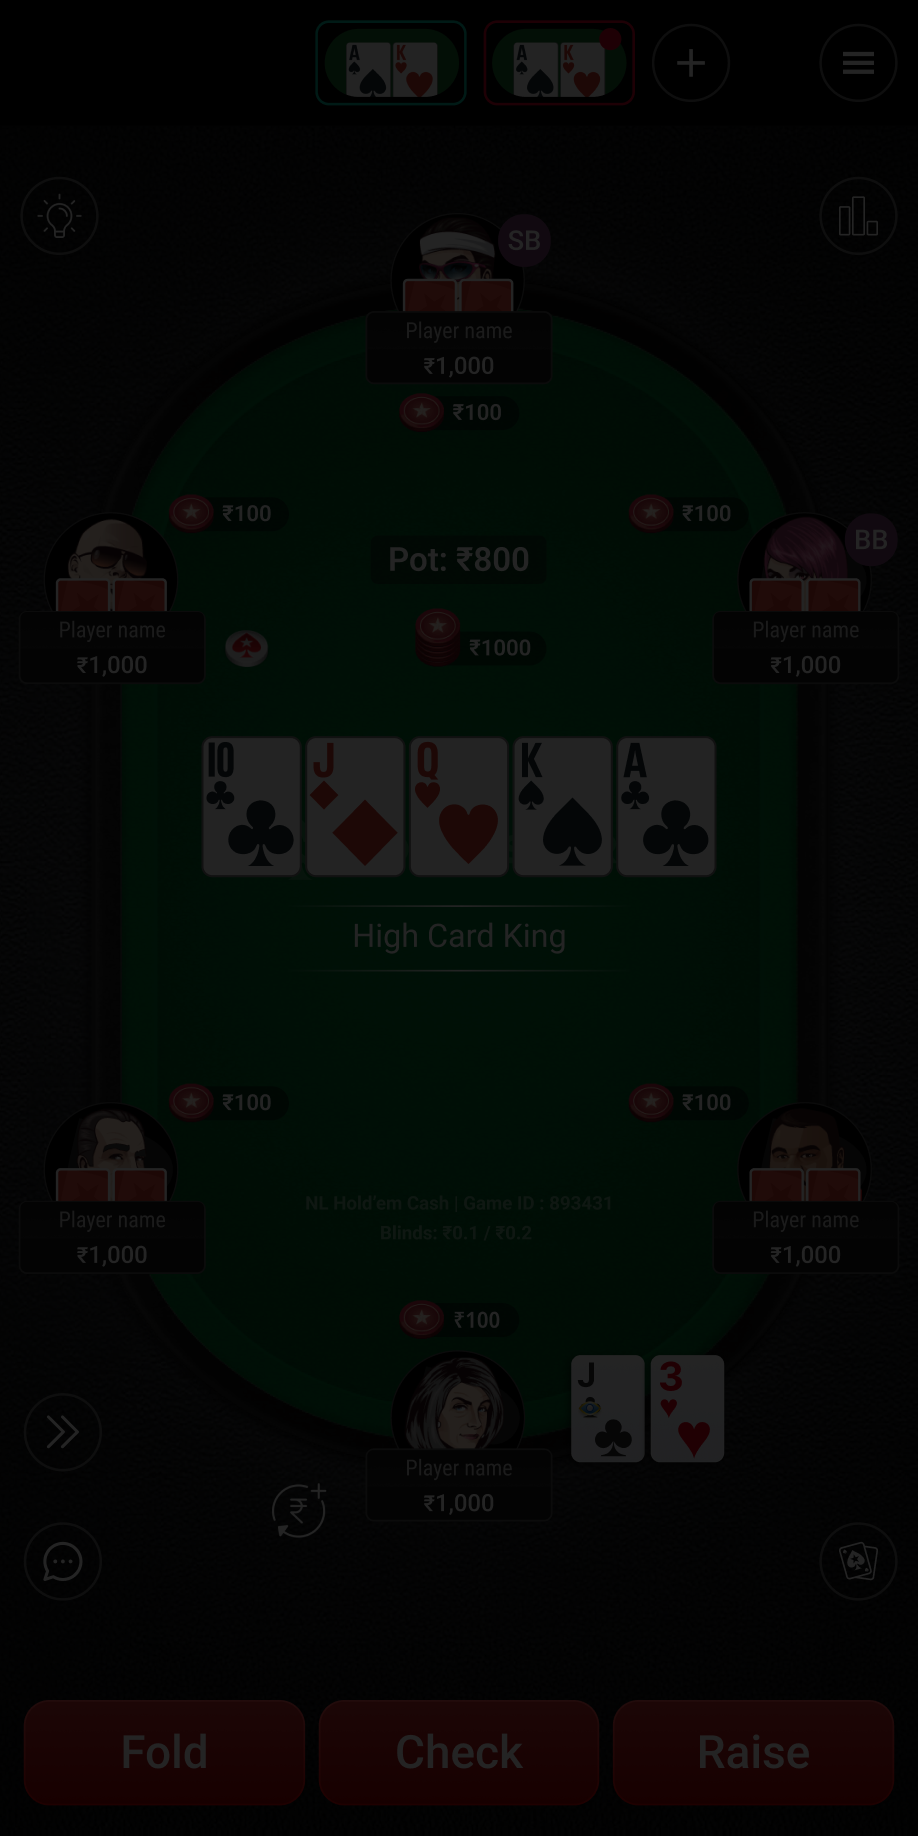 A K A K
SB
Player name
₹1,000
₹100
₹100 ₹100
Pot: ₹800
BB
Player name
₹1,000
₹1000
Player name
₹1,000
10 J Q K A
High Card King
₹100 ₹100
Player name
₹1,000
NL Hold'em Cash | Game ID : 893431
Blinds: ₹0.1 / ₹0.2
Player name
₹1,000
₹100
J 3
Player name
₹1,000
₹
Fold Check Raise